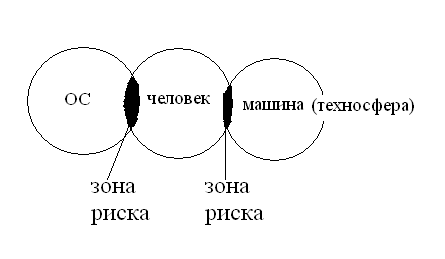 ОС
человек
машина (техносфера)
зона
риска
зона
риска